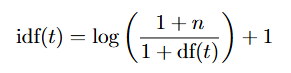 idf(t) = log ( (1 + n) / (1 + df(t)) ) + 1